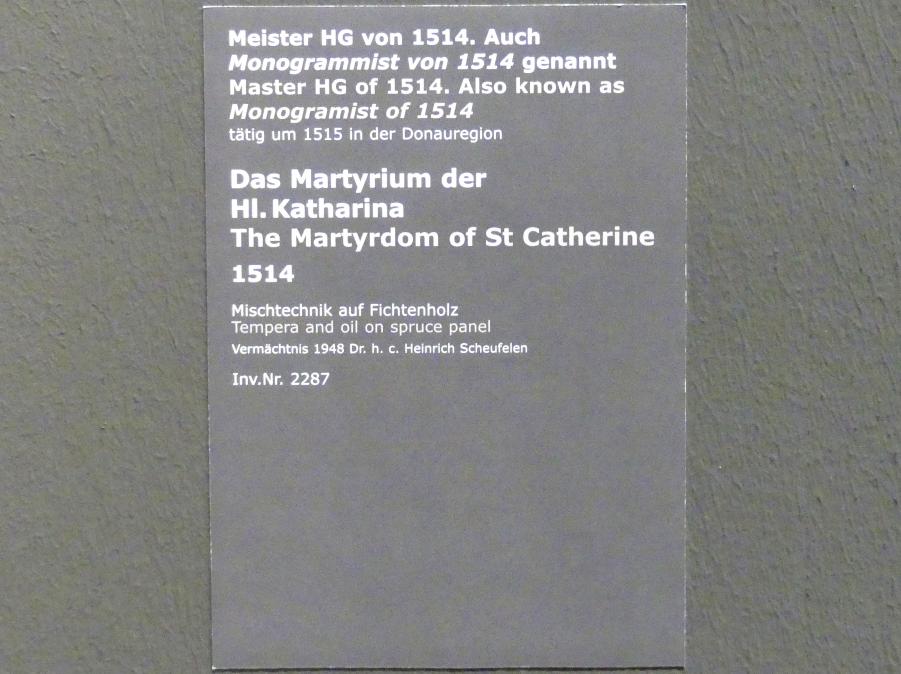 Meister HG von 1514. Auch
Monogrammist von 1514 genannt
Master HG of 1514. Also known as
Monogramist of 1514
tätig um 1515 in der Donauregion
Das Martyrium der
Hl. Katharina
The Martyrdom of St Catherine
1514
Mischtechnik auf Fichtenholz
Tempera and oil on spruce panel
Vermächtnis 1948 Dr. h. c. Heinrich Scheufelen
Inv.Nr. 2287